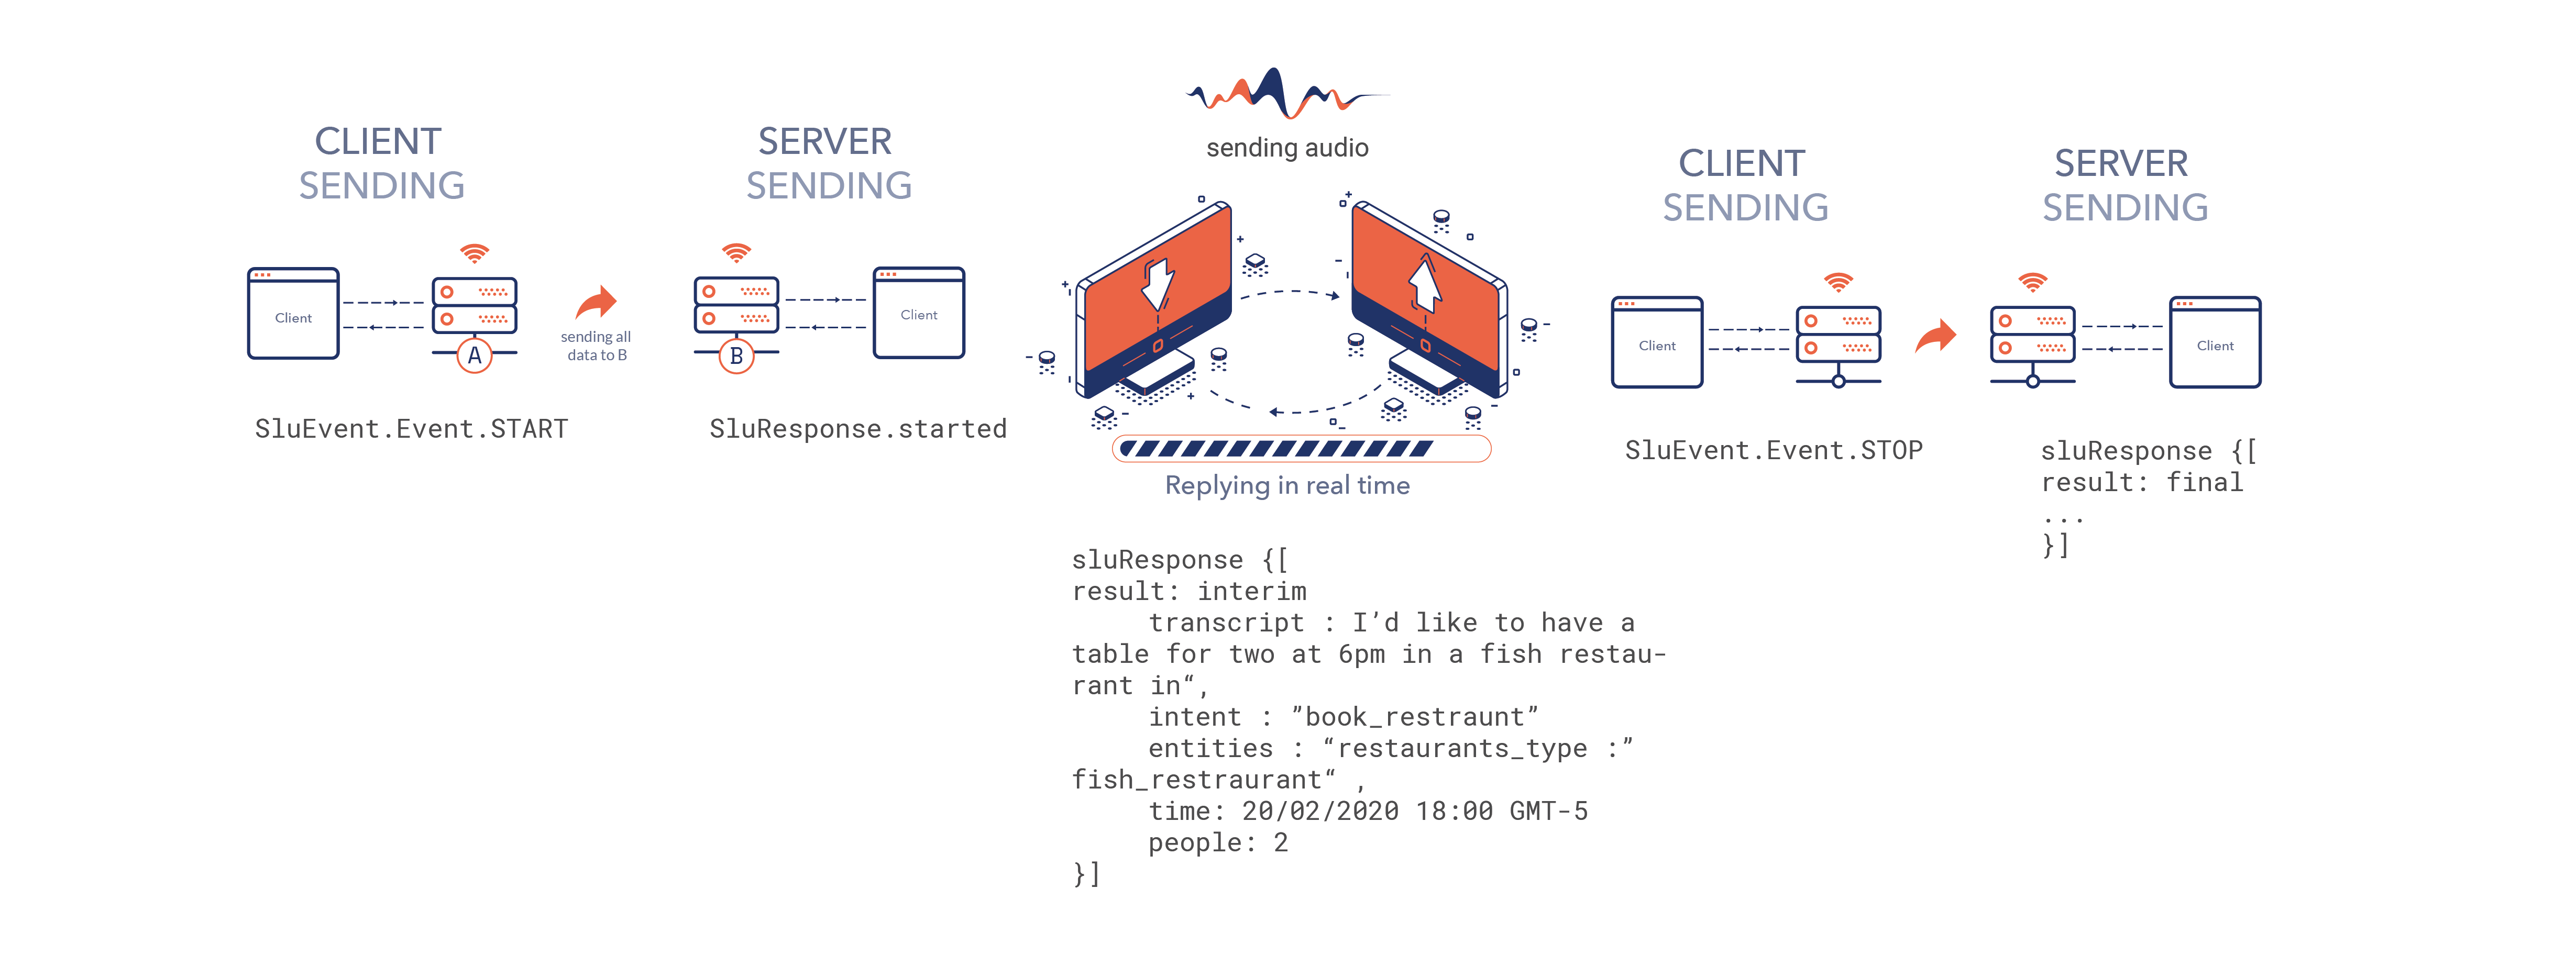 CLIENT
SENDING
Client
A
SluEvent.Event.START
sending all
data to B
SERVER
SENDING
B
Client
SluResponse.started
sending audio
Replying in real time
sluResponse {[
result: interim
transcript : I’d like to have a
table for two at 6pm in a fish restau-
rant in“,
intent : ”book_restraunt”
entities : “restaurants_type :”
fish_restraurant“ ,
time: 20/02/2020 18:00 GMT-5
people: 2
}]
CLIENT
SENDING
Client
SluEvent.Event.STOP
SERVER
SENDING
Client
sluResponse {[
result: final
...
}]